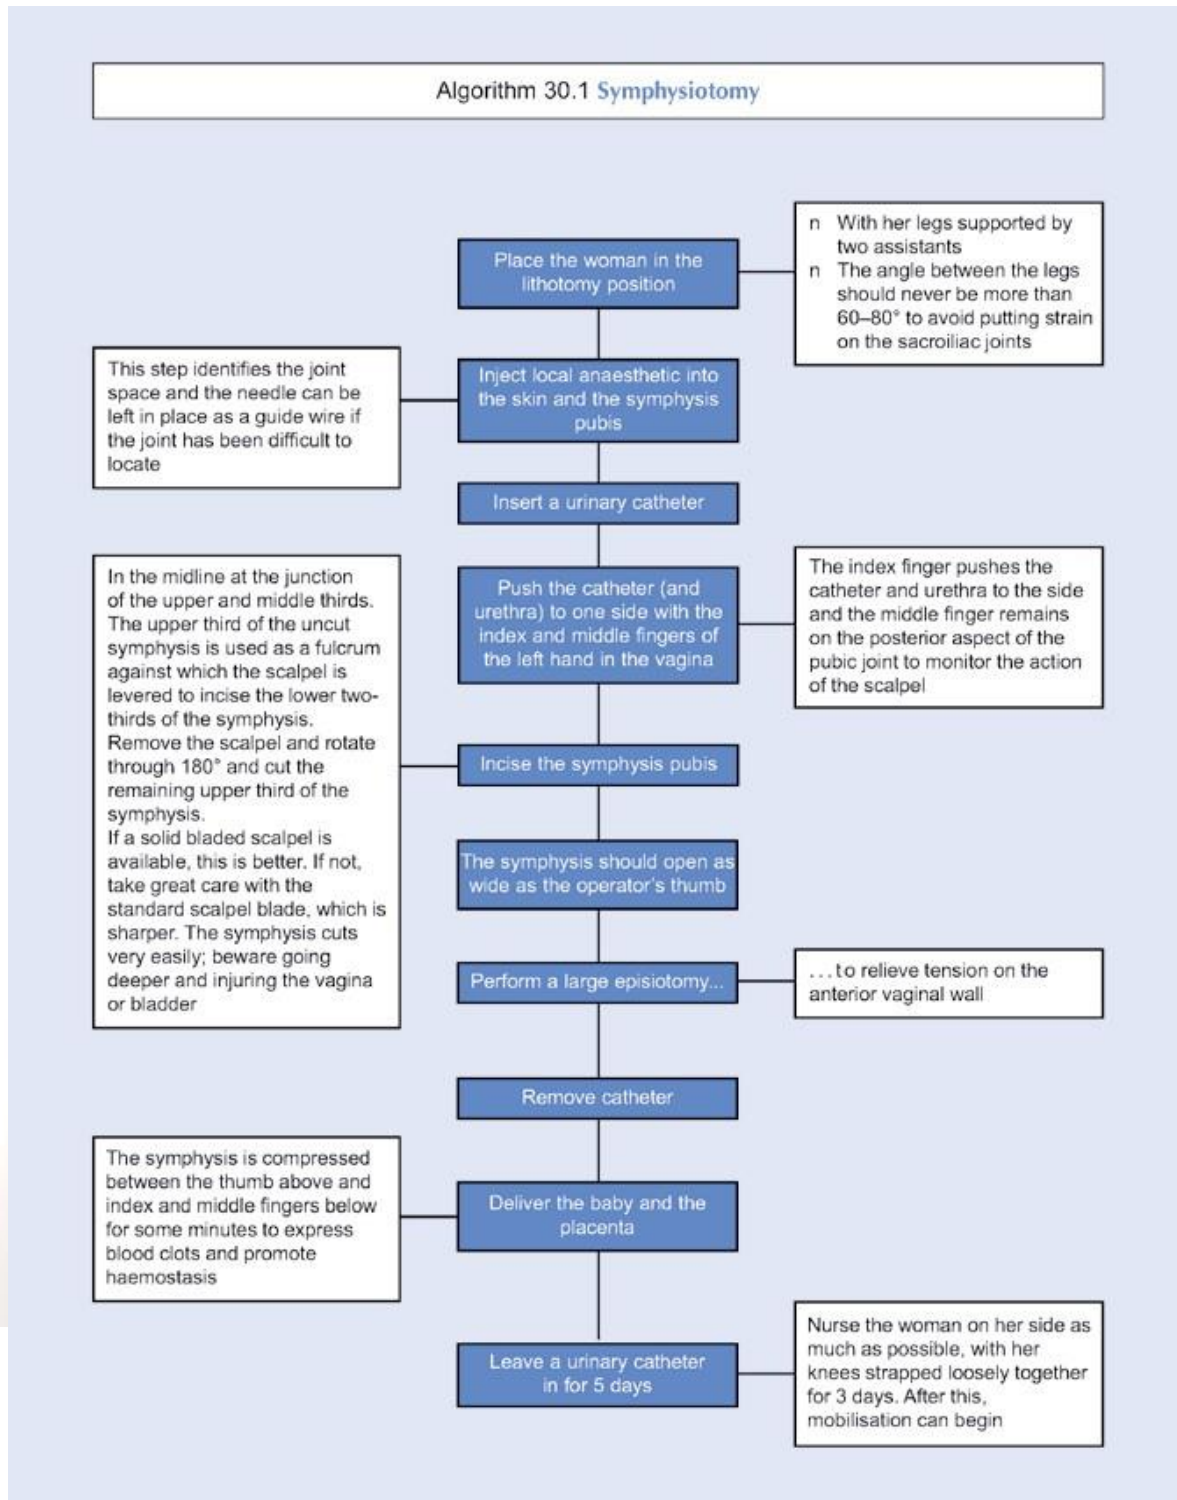 Algorithm 30.1 Symphysiotomy
Place the woman in the
lithotomy position
n With her legs supported by
two assistants
n The angle between the legs
should never be more than
60–80° to avoid putting strain
on the sacroiliac joints
Inject local anaesthetic into
the skin and the symphysis
pubis
This step identifies the joint
space and the needle can be
left in place as a guide wire if
the joint has been difficult to
locate
Insert a urinary catheter
Push the catheter (and
urethra) to one side with the
index and middle fingers of
the left hand in the vagina
The index finger pushes the
catheter and urethra to the side
and the middle finger remains
on the posterior aspect of the
pubic joint to monitor the action
of the scalpel
Incise the symphysis pubis
In the midline at the junction
of the upper and middle thirds.
The upper third of the uncut
symphysis is used as a fulcrum
against which the scalpel is
levered to incise the lower two-
thirds of the symphysis.
Remove the scalpel and rotate
through 180° and cut the
remaining upper third of the
symphysis.
If a solid bladed scalpel is
available, this is better. If not,
take great care with the
standard scalpel blade, which is
sharper. The symphysis cuts
very easily; beware going
deeper and injuring the vagina
or bladder
The symphysis should open as
wide as the operator's thumb
Perform a large episiotomy...
...to relieve tension on the
anterior vaginal wall
Remove catheter
Deliver the baby and the
placenta
The symphysis is compressed
between the thumb above and
index and middle fingers below
for some minutes to express
blood clots and promote
haemostasis
Leave a urinary catheter
in for 5 days
Nurse the woman on her side as
much as possible, with her
knees strapped loosely together
for 3 days. After this,
mobilisation can begin